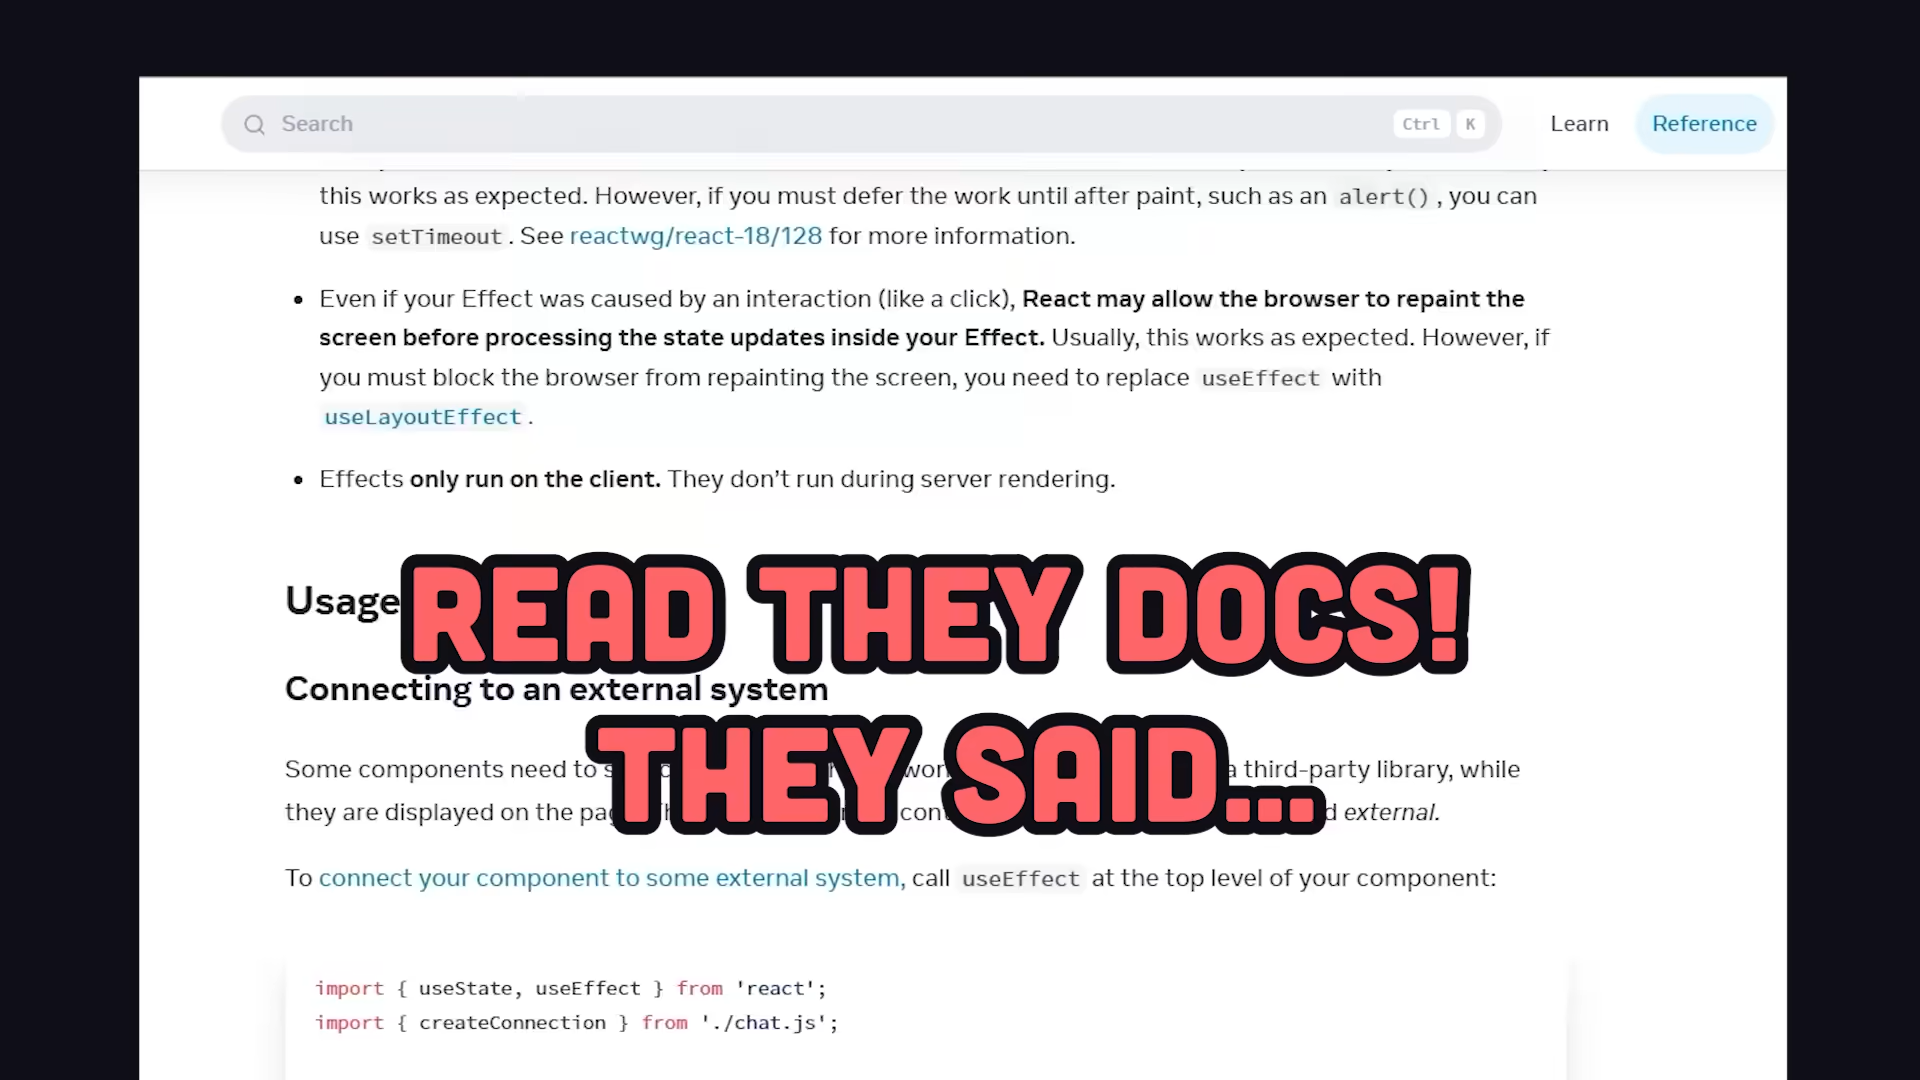 Search
Ctrl K
Learn
Reference
this works as expected. However, if you must defer the work until after paint, such as an alert(), you can
use setTimeout. See reactwg/react-18/128 for more information.
• Even if your Effect was caused by an interaction (like a click), React may allow the browser to repaint the
screen before processing the state updates inside your Effect. Usually, this works as expected. However, if
you must block the browser from repainting the screen, you need to replace useEffect with
useLayoutEffect.
• Effects only run on the client. They don’t run during server rendering.
Usage
READ THEY DOCS!
Connecting to an external system
THEY SAID...
Some components need to a third-party library, while
they are displayed on the external.
To connect your component to some external system, call useEffect at the top level of your component:
import { useState, useEffect } from 'react';
import { createConnection } from './chat.js';